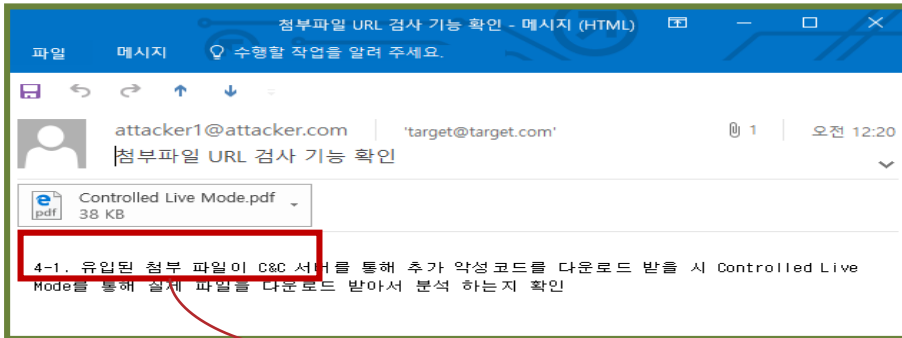 첨부파일 URL 검사 기능 확인 - 메시지 (HTML)
파일 메시지 수행할 작업을 알려 주세요.
attacker1@attacker.com 'target@target.com' 1 오전 12:20
첨부파일 URL 검사 기능 확인
Controlled Live Mode.pdf
pdf 38 KB
4-1. 유입된 첨부 파일이 C&C 서버를 통해 추가 악성코드를 다운로드 받을 시 Controlled Live
Mode를 통해 실제 파일을 다운로드 받아서 분석 하는지 확인